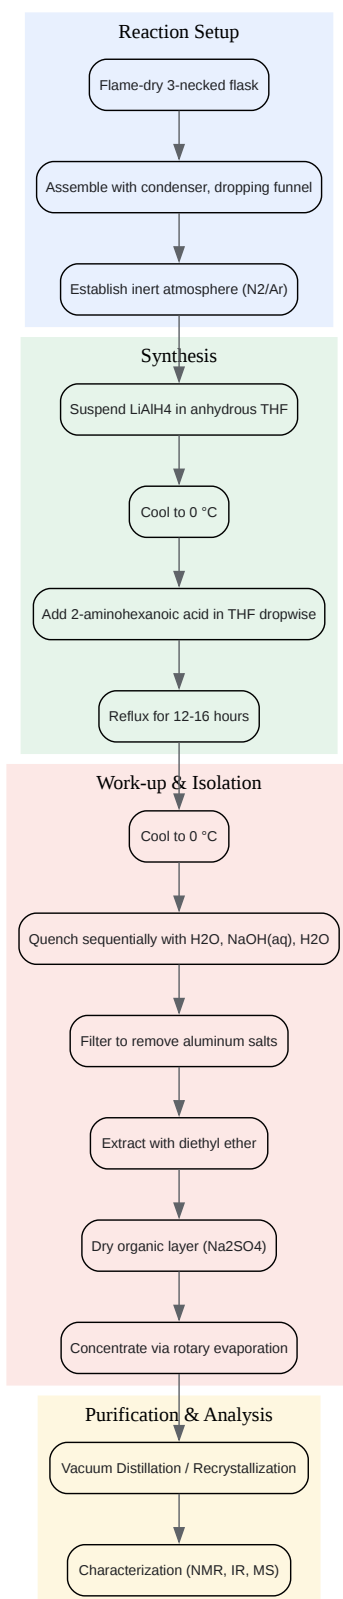 Reaction Setup
Flame-dry 3-necked flask
Assemble with condenser, dropping funnel
Establish inert atmosphere (N2/Ar)
Synthesis
Suspend LiAlH4 in anhydrous THF
Cool to 0 °C
Add 2-aminohexanoic acid in THF dropwise
Reflux for 12-16 hours
Work-up & Isolation
Cool to 0 °C
Quench sequentially with H2O, NaOH(aq), H2O
Filter to remove aluminum salts
Extract with diethyl ether
Dry organic layer (Na2SO4)
Concentrate via rotary evaporation
Purification & Analysis
Vacuum Distillation / Recrystallization
Characterization (NMR, IR, MS)